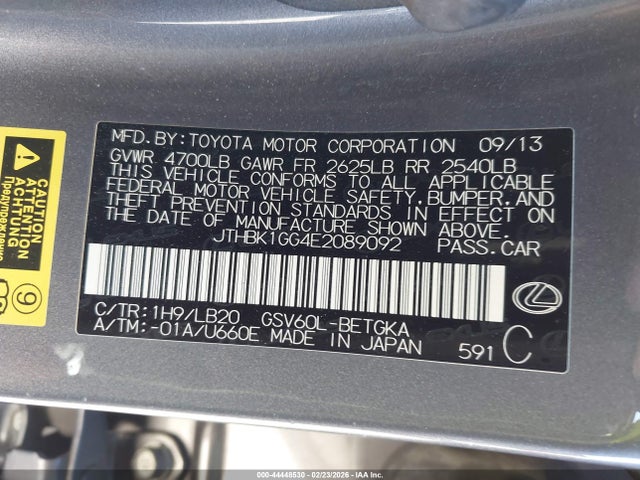 MFD.BY:TOYOTA MOTOR CORPORATION 09/13
GVWR 4700LB GAWR FR 2625LB RR 2540LB
THIS VEHICLE CONFORMS TO ALL APPLICABLE
FEDERAL MOTOR VEHICLE SAFETY,BUMPER,AND
THEFT PREVENTION STANDARDS IN EFFECT ON
THE DATE OF MANUFACTURE SHOWN ABOVE.
JTHBK1GG4E2089092 PASS.CAR
C/TR:1H9/LB20 GSV60L-BETGKA
A/TM:-01A/U660E MADE IN JAPAN 591 C
CAUTION
ATTENTION
ACHTUNG
9
000-44448530 - 02/23/2026 - IAA Inc.